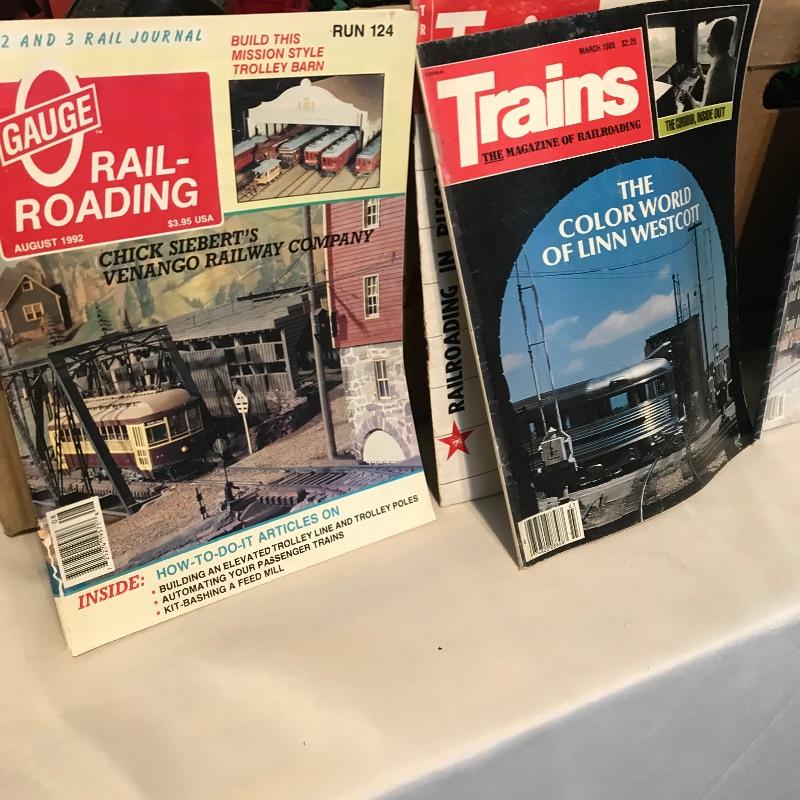 2 AND 3 RAIL JOURNAL
RUN 124
BUILD THIS
MISSION STYLE
TROLLEY BARN
GAUGE
RAIL-
ROADING
AUGUST 1992
$3.95 USA
CHICK SIEBERT'S
VENANGO RAILWAY COMPANY
HOW-TO-DO-IT ARTICLES ON
INSIDE:
• BUILDING AN ELEVATED TROLLEY LINE AND TROLLEY POLES
• AUTOMATING YOUR PASSENGER TRAINS
• KIT-BASHING A FEED MILL
Trains
RAILROADING IN
MARCH 1985 $2.25
Trains
THE MAGAZINE OF RAILROADING
THE CORRIDOR, INSIDE OUT
THE
COLOR WORLD
OF LINN WESTCOTT